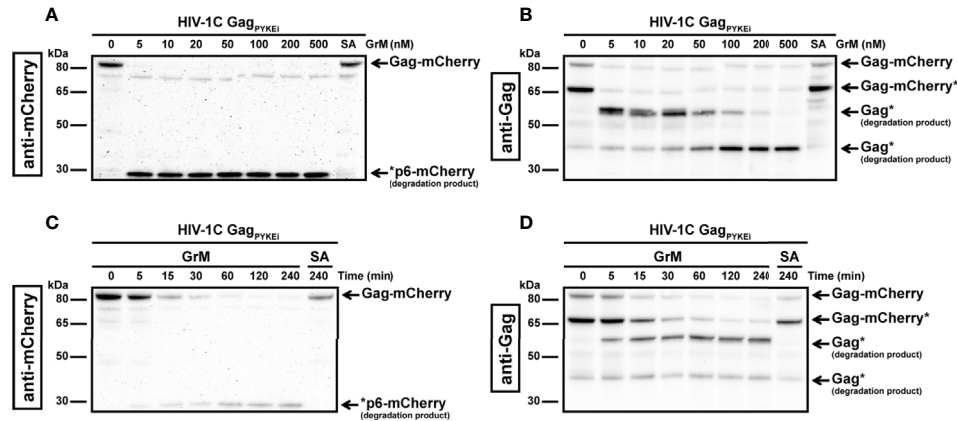 A
HIV-1C GagPYKEi
0 5 10 20 50 100 200 500 SA GrM (nM)
kDa
80
65
50
30
anti-mCherry
Gag-mCherry
*p6-mCherry
(degradation product)
B
HIV-1C GagPYKEi
0 5 10 20 50 100 200 500 SA GrM (nM)
kDa
80
65
50
30
anti-Gag
Gag-mCherry
Gag-mCherry*
Gag*
(degradation product)
Gag*
(degradation product)
C
HIV-1C GagPYKEi
GrM SA
0 5 15 30 60 120 240 240 Time (min)
kDa
80
65
50
30
anti-mCherry
Gag-mCherry
*p6-mCherry
(degradation product)
D
HIV-1C GagPYKEi
GrM SA
0 5 15 30 60 120 240 240 Time (min)
kDa
80
65
50
30
anti-Gag
Gag-mCherry
Gag-mCherry*
Gag*
(degradation product)
Gag*
(degradation product)